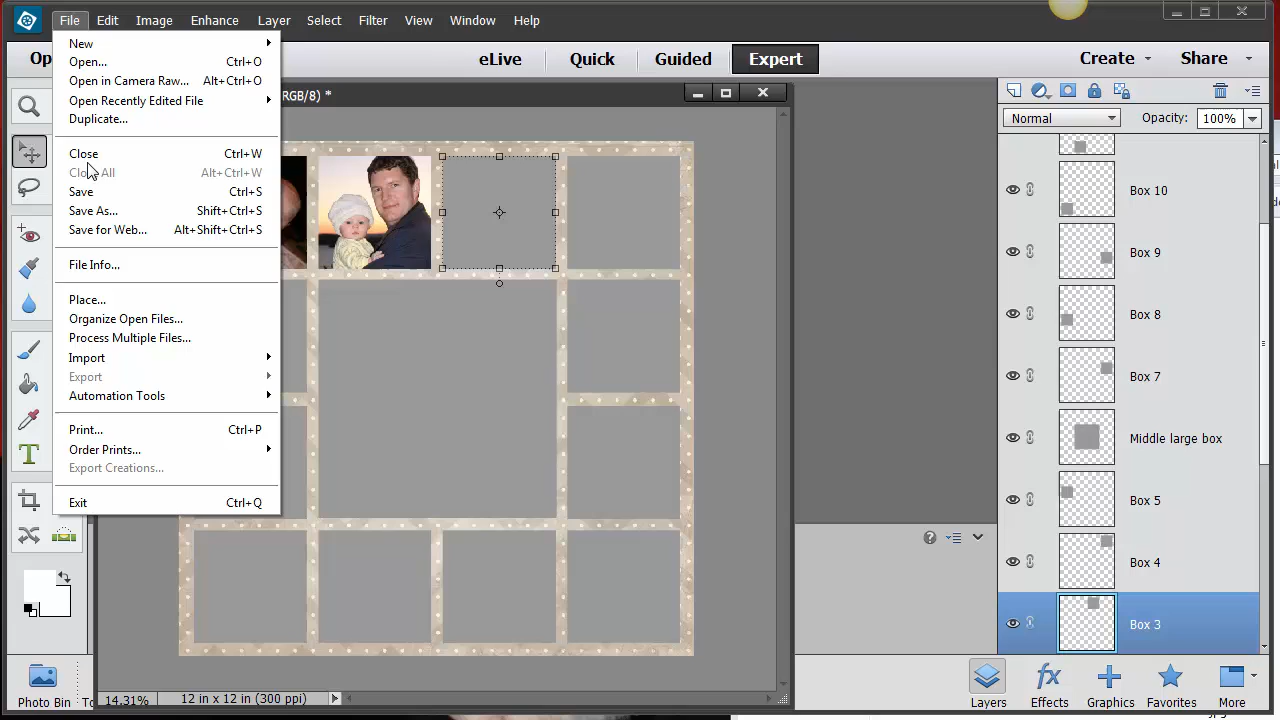 File Edit Image Enhance Layer Select Filter View Window Help
Op eLive Quick Guided Expert Create Share
RGB/8) *
New
Open... Ctrl+O
Open in Camera Raw... Alt+Ctrl+O
Open Recently Edited File
Duplicate...
Close Ctrl+W
Close All Alt+Ctrl+W
Save Ctrl+S
Save As... Shift+Ctrl+S
Save for Web... Alt+Shift+Ctrl+S
File Info...
Place...
Organize Open Files...
Process Multiple Files...
Import
Export
Automation Tools
Print... Ctrl+P
Order Prints...
Export Creations...
Exit Ctrl+Q
Normal Opacity: 100%
Box 10
Box 9
Box 8
Box 7
Middle large box
Box 5
Box 4
Box 3
T
?
14.31% 12 in x 12 in (300 ppi)
Photo Bin To
fx
Layers Effects Graphics Favorites More